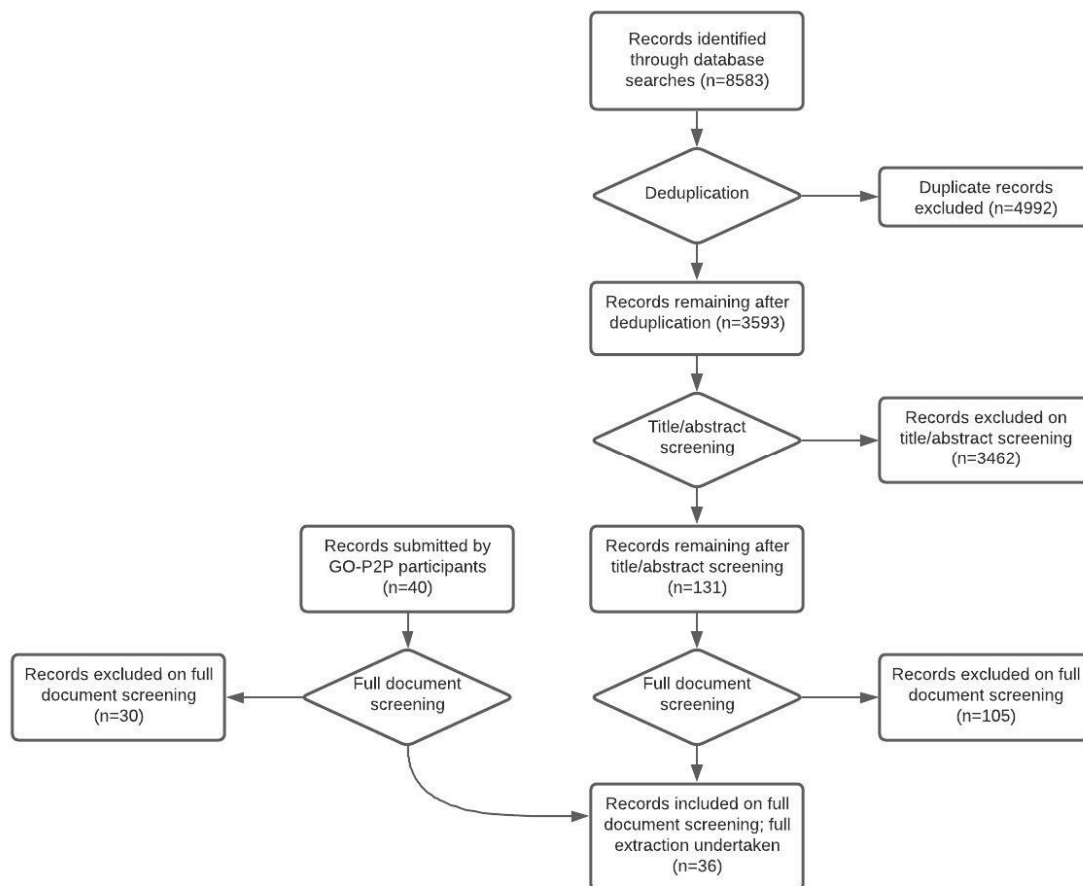 Records identified
through database
searches (n=8583)
Deduplication
Duplicate records
excluded (n=4992)
Records remaining after
deduplication (n=3593)
Title/abstract
screening
Records excluded on
title/abstract screening
(n=3462)
Records submitted by
GO-P2P participants
(n=40)
Records remaining after
title/abstract screening
(n=131)
Records excluded on full
document screening
(n=30)
Full document
screening
Full document
screening
Records excluded on full
document screening
(n=105)
Records included on full
document screening; full
extraction undertaken
(n=36)